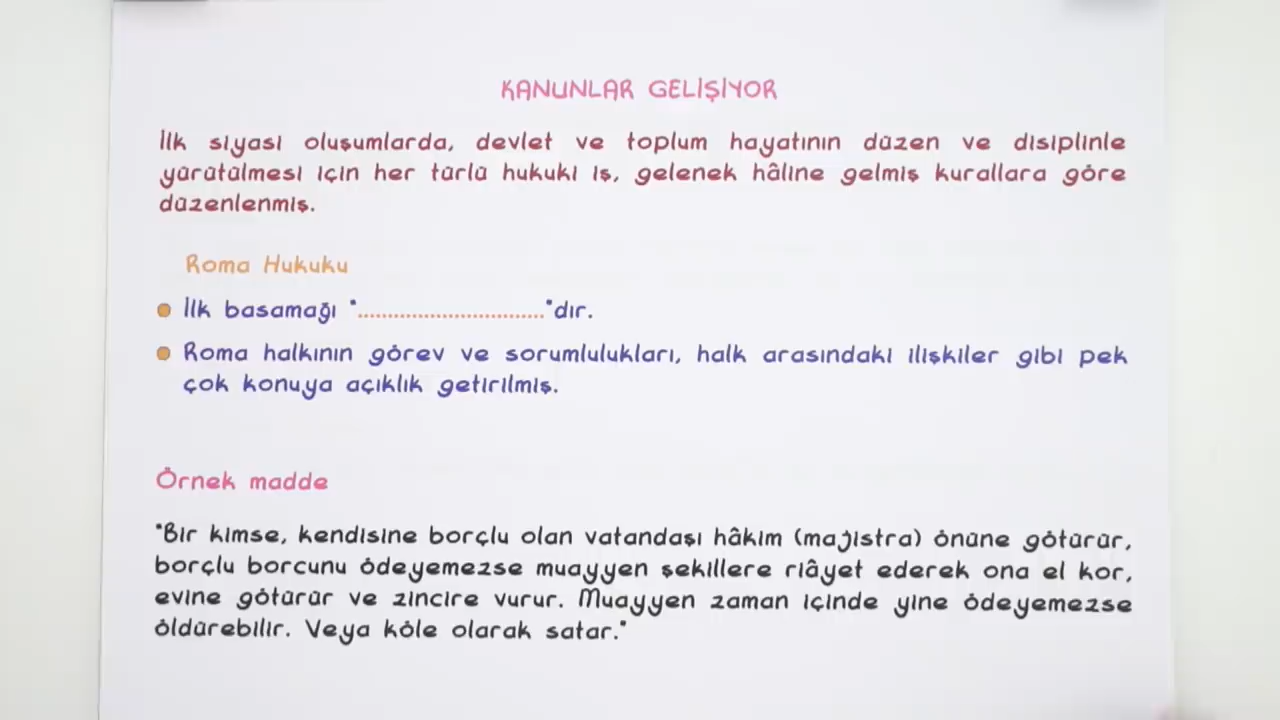 KANUNLAR GELİŞİYOR
İlk siyasi oluşumlarda, devlet ve toplum hayatının düzen ve disiplinle
yürütülmesi için her türlü hukuki iş, gelenek hâline gelmiş kurallara göre
düzenlenmiş.
Roma Hukuku
● İlk basamağı "..............................."dır.
● Roma halkının görev ve sorumlulukları, halk arasındaki ilişkiler gibi pek
çok konuya açıklık getirilmiş.
Örnek madde
"Bir kimse, kendisine borçlu olan vatandaşı hâkim (majistra) önüne götürür,
borçlu borcunu ödeyemezse muayyen şekillere riâyet ederek ona el kor,
evine götürür ve zincire vurur. Muayyen zaman içinde yine ödeyemezse
öldürebilir. Veya köle olarak satar."